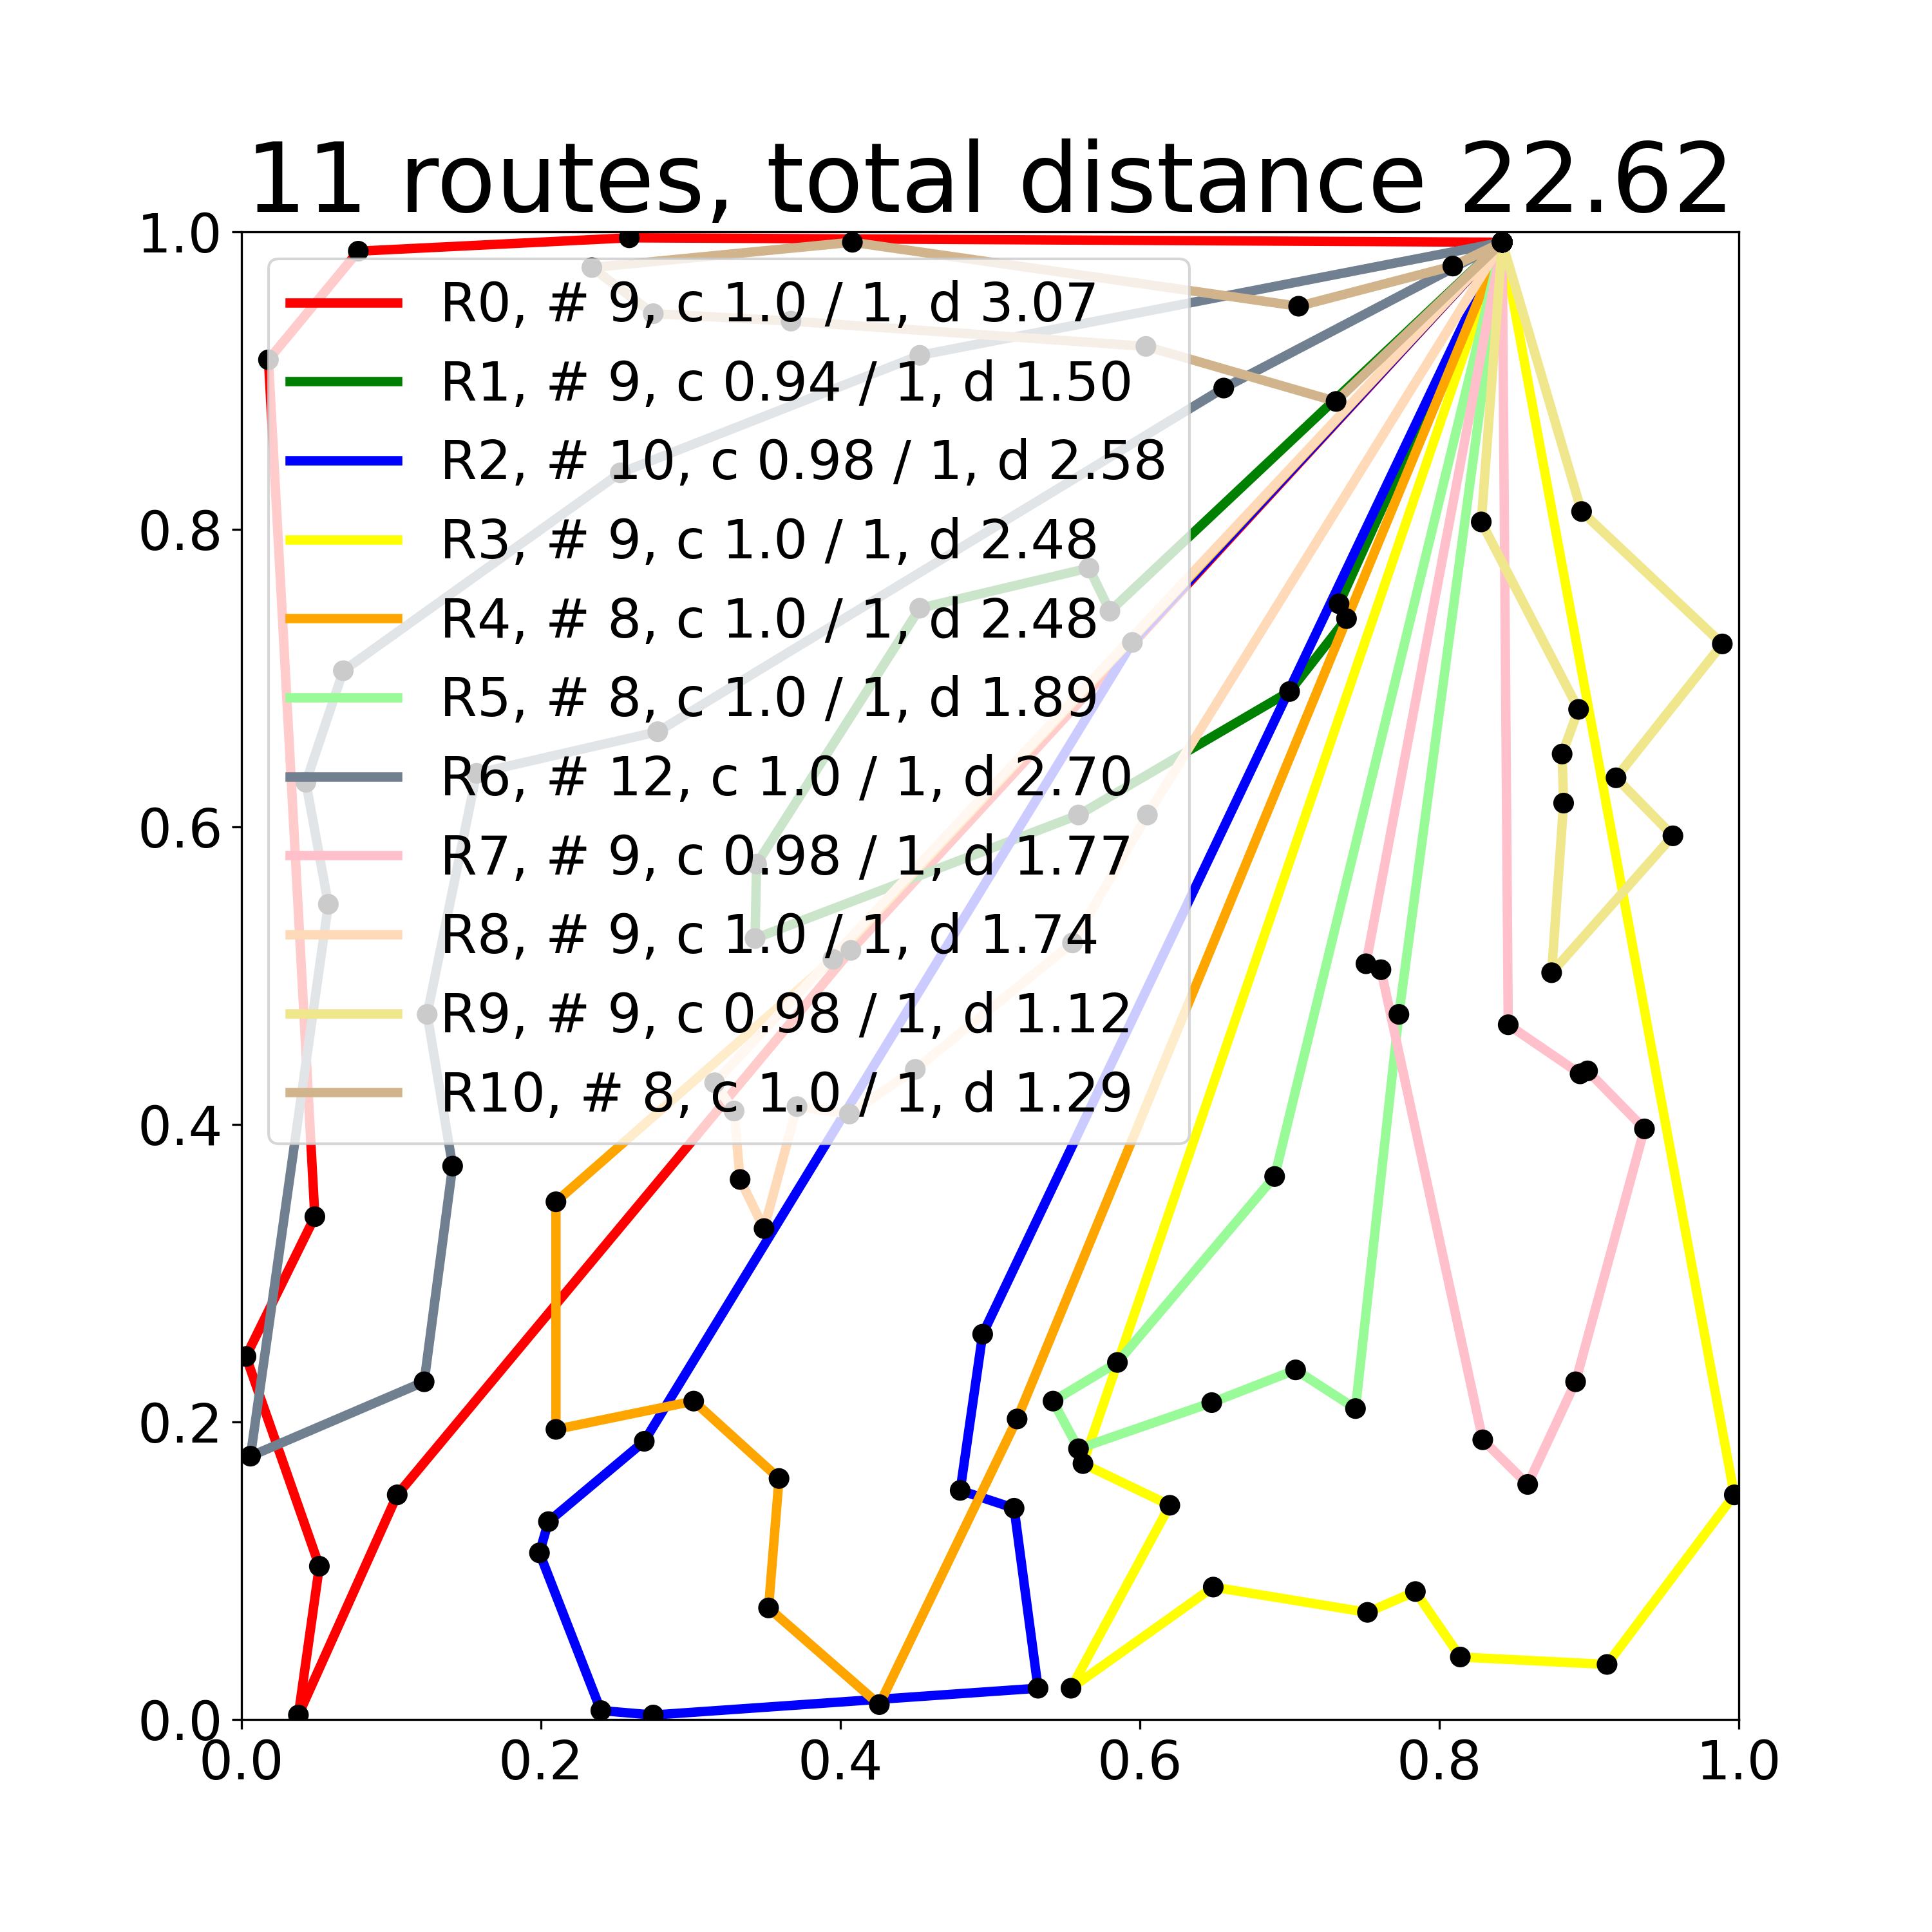 11 routes, total distance 22.62
1.0
0.8
0.6
0.4
0.2
0.0
R0, # 9, c 1.0 / 1, d 3.07
R1, # 9, c 0.94 / 1, d 1.50
R2, # 10, c 0.98 / 1, d 2.58
R3, # 9, c 1.0 / 1, d 2.48
R4, # 8, c 1.0 / 1, d 2.48
R5, # 8, c 1.0 / 1, d 1.89
R6, # 12, c 1.0 / 1, d 2.70
R7, # 9, c 0.98 / 1, d 1.77
R8, # 9, c 1.0 / 1, d 1.74
R9, # 9, c 0.98 / 1, d 1.12
R10, # 8, c 1.0 / 1, d 1.29
0.0 0.2 0.4 0.6 0.8 1.0